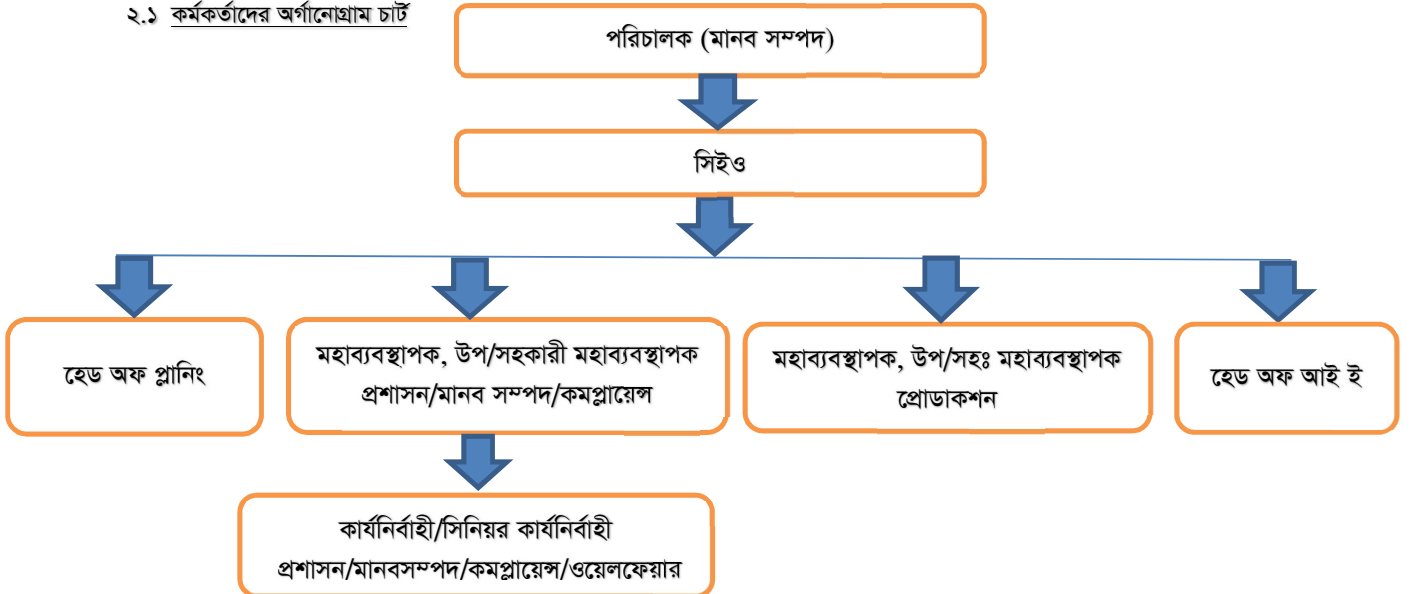 ২.১ কর্মকর্তাদের অর্গানোগ্রাম চার্ট
পরিচালক (মানব সম্পদ)
সিইও
হেড অফ প্লানিং
মহাব্যবস্থাপক, উপ/সহকারী মহাব্যবস্থাপক
প্রশাসন/মানব সম্পদ/কমপ্লায়েন্স
মহাব্যবস্থাপক, উপ/সহঃ মহাব্যবস্থাপক
প্রোডাকশন
হেড অফ আই ই
কার্যনির্বাহী/সিনিয়র কার্যনির্বাহী
প্রশাসন/মানবসম্পদ/কমপ্লায়েন্স/ওয়েলফেয়ার